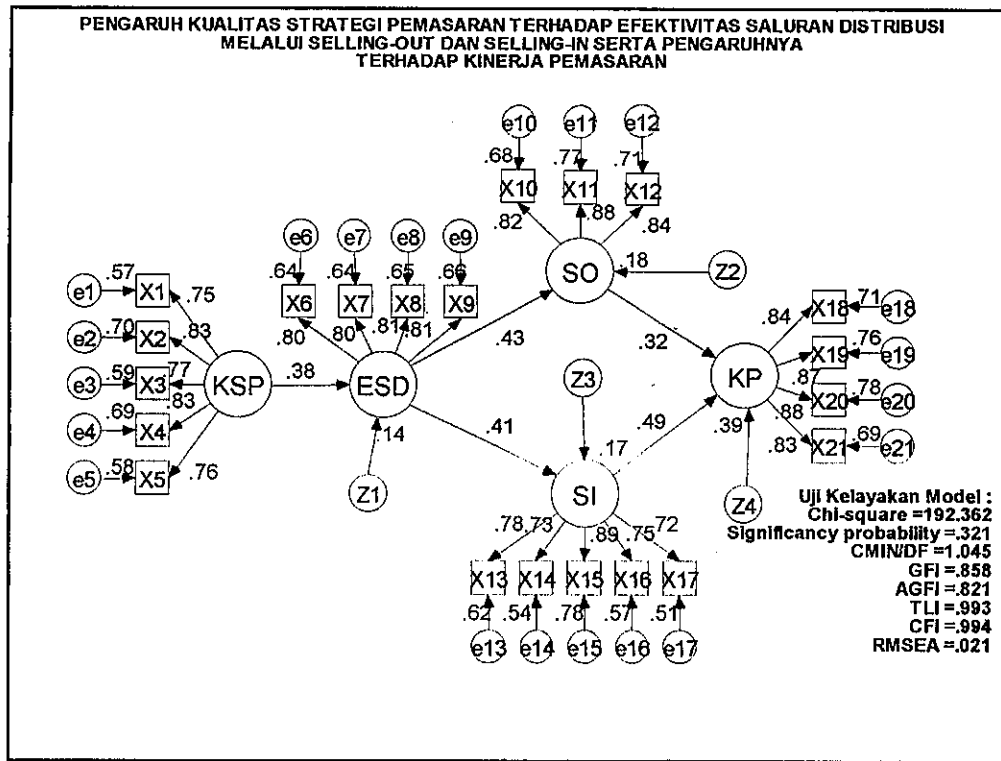 PENGARUH KUALITAS STRATEGI PEMASARAN TERHADAP EFEKTIVITAS SALURAN DISTRIBUSI
MELALUI SELLING-OUT DAN SELLING-IN SERTA PENGARUHNYA
TERHADAP KINERJA PEMASARAN
e10 e11 e12
.68 .77 .71
X10 X11 X12
.82 .88 .84
e6 e7 e8 e9
.64 .64 .65 .66
X6 X7 X8 X9
.80 .80 .81 .81
SO
.18
Z2
e1 .57 X1 .75
e2 .70 X2 .83
e3 .59 X3 .77
e4 .69 X4 .83
e5 .58 X5 .76
KSP
.38
ESD
.14
Z1
.43
.41
.32
.49
Z3
.17
SI
KP
.39
Z4
.84 X18 .71 e18
.87 X19 .76 e19
.88 X20 .78 e20
.83 X21 .69 e21
.78 .73 .89 .75 .72
X13 X14 X15 X16 X17
.62 .54 .78 .57 .51
e13 e14 e15 e16 e17
Uji Kelayakan Model :
Chi-square =192.362
Significancy probability =.321
CMIN/DF =1.045
GFI =.858
AGFI =.821
TLI =.993
CFI =.994
RMSEA =.021